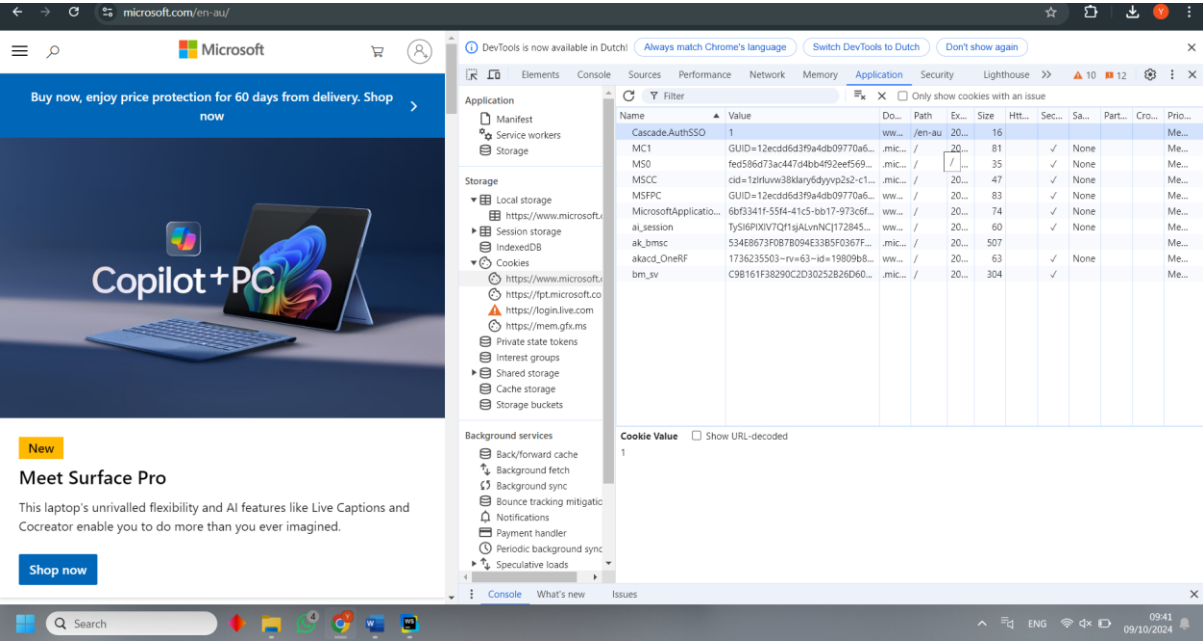 microsoft.com/en-au/
Microsoft
Buy now, enjoy price protection for 60 days from delivery. Shop
now
Copilot+PC
New
Meet Surface Pro
This laptop's unrivalled flexibility and AI features like Live Captions and
Cocreator enable you to do more than you ever imagined.
Shop now
DevTools is now available in Dutch! Always match Chrome's language Switch DevTools to Dutch Don't show again
Elements Console Sources Performance Network Memory Application Security Lighthouse 10 12
Application
Manifest
Service workers
Storage
Storage
Local storage
https://www.microsoft.c
Session storage
IndexedDB
Cookies
https://www.microsoft.c
https://fpt.microsoft.co
https://login.live.com
https://mem.gfx.ms
Private state tokens
Interest groups
Shared storage
Cache storage
Storage buckets
Background services
Back/forward cache
Background fetch
Background sync
Bounce tracking mitigatic
Notifications
Payment handler
Periodic background sync
Speculative loads
Filter Only show cookies with an issue
Name Value Do... Path Ex... Size Htt... Sec... Sa... Part... Cro... Prio...
Cascade.AuthSSO 1 ww... /en-au 20... 16 Me...
MC1 GUID=12ecdd6d3f9a4db09770a6... .mic... / 20... 81 ✓ None Me...
MS0 fed586d73ac447d4bb4f92eef569... .mic... / 35 ✓ None Me...
MSCC .mic... / 20... 47 ✓ None Me...
MSFPC GUID=12ecdd6d3f9a4db09770a6... ww... / 20... 83 ✓ None Me...
MicrosoftApplicatio... 6bf3341f-55f4-41c5-bb17-973c6f... ww... / 20... 74 ✓ None Me...
ai_session ww... / 20... 60 ✓ None Me...
ak_bmsc 534E8673F0B7B094E33B5F0367F... .mic... / 20... 507 Me...
akacd_OneRF 1736235503~rv=63~id=19809b8... ww... / 20... 63 ✓ None Me...
bm_sv C9B161F38290C2D30252B26D60... .mic... / 20... 304 ✓ Me...
/
Cookie Value Show URL-decoded
1
Console What's new Issues
Search
ENG
09:41
09/10/2024